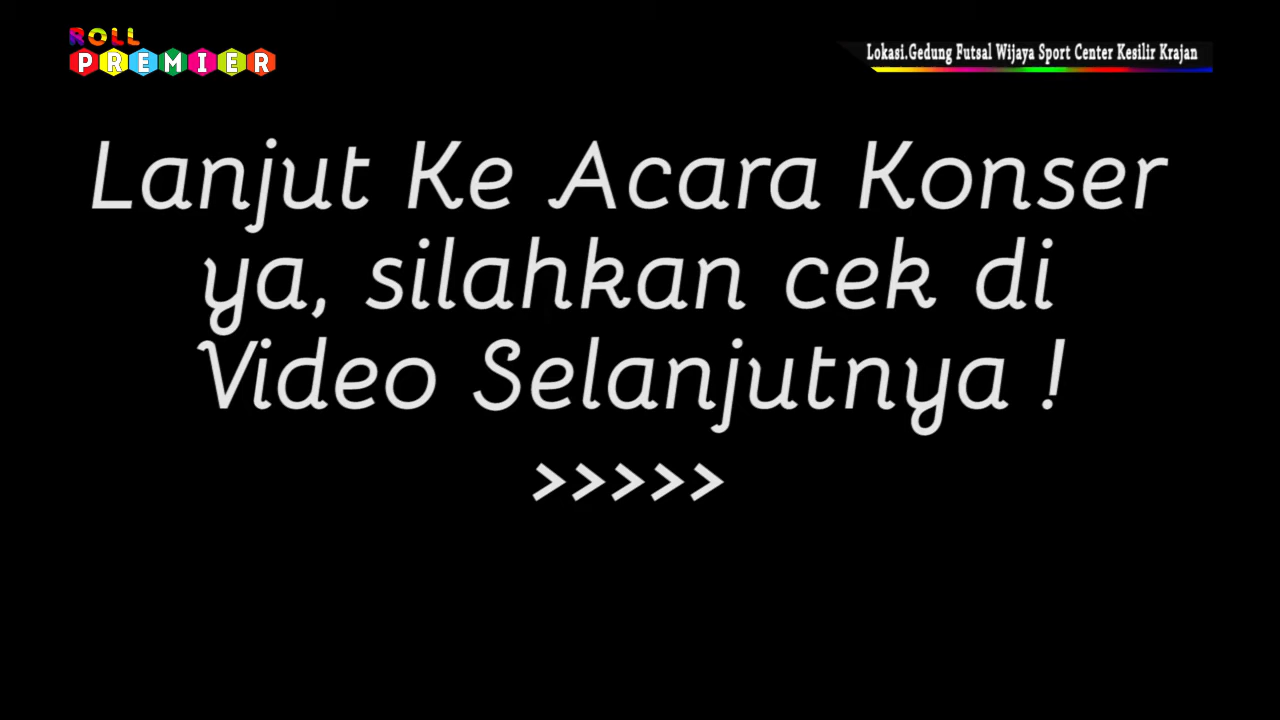 ROLL
PREMIER
Lokasi.Gedung Futsal Wijaya Sport Center Kesilir Krajan
Lanjut Ke Acara Konser
ya, silahkan cek di
Video Selanjutnya !
>>>>>